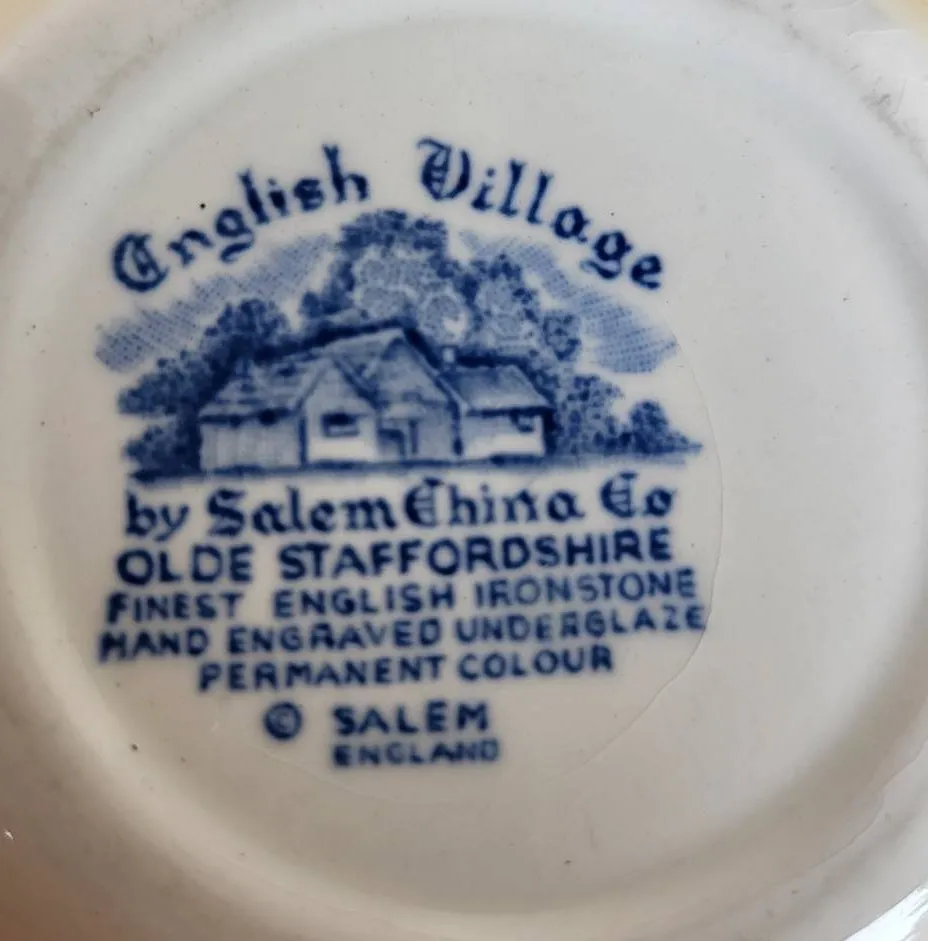 English Village
by Salem China Co
OLDE STAFFORDSHIRE
FINEST ENGLISH IRONSTONE
HAND ENGRAVED UNDERGLAZE
PERMANENT COLOUR
© SALEM
ENGLAND